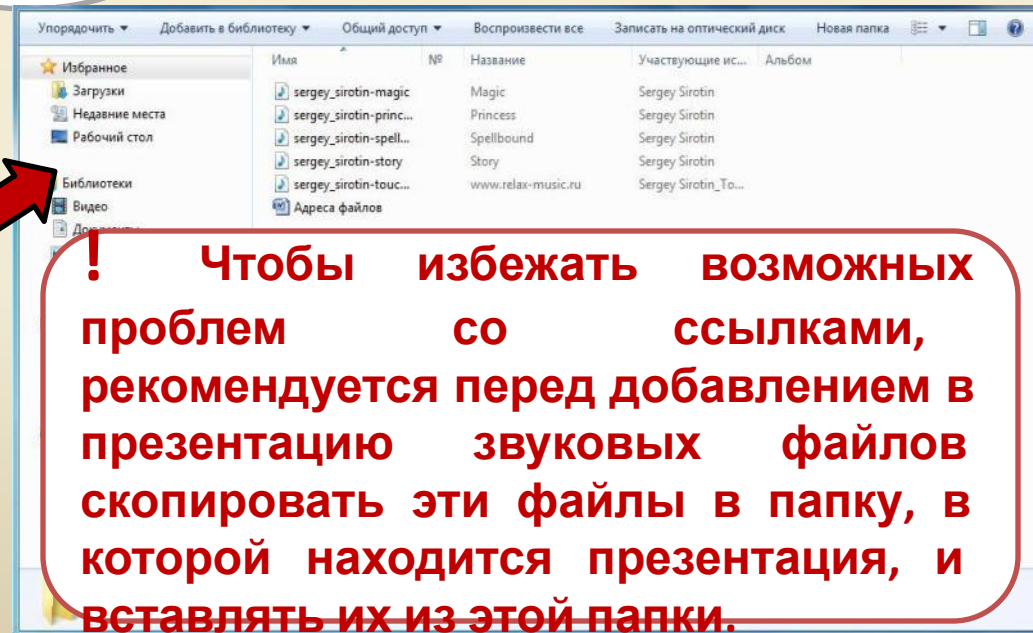 Упорядочить Добавить в библиотеку Общий доступ Воспроизвести все Записать на оптический диск Новая папка
Избранное
Загрузки
Недавние места
Рабочий стол
Библиотеки
Видео
Имя № Название Участвующие ис... Альбом
sergey_sirotin-magic Magic Sergey Sirotin
sergey_sirotin-princ... Princess Sergey Sirotin
sergey_sirotin-spell... Spellbound Sergey Sirotin
sergey_sirotin-story Story Sergey Sirotin
sergey_sirotin-touc... www.relax-music.ru Sergey Sirotin_To...
Адреса файлов
! Чтобы избежать возможных
проблем со ссылками,
рекомендуется перед добавлением в
презентацию звуковых файлов
скопировать эти файлы в папку, в
которой находится презентация, и
вставлять их из этой папки.